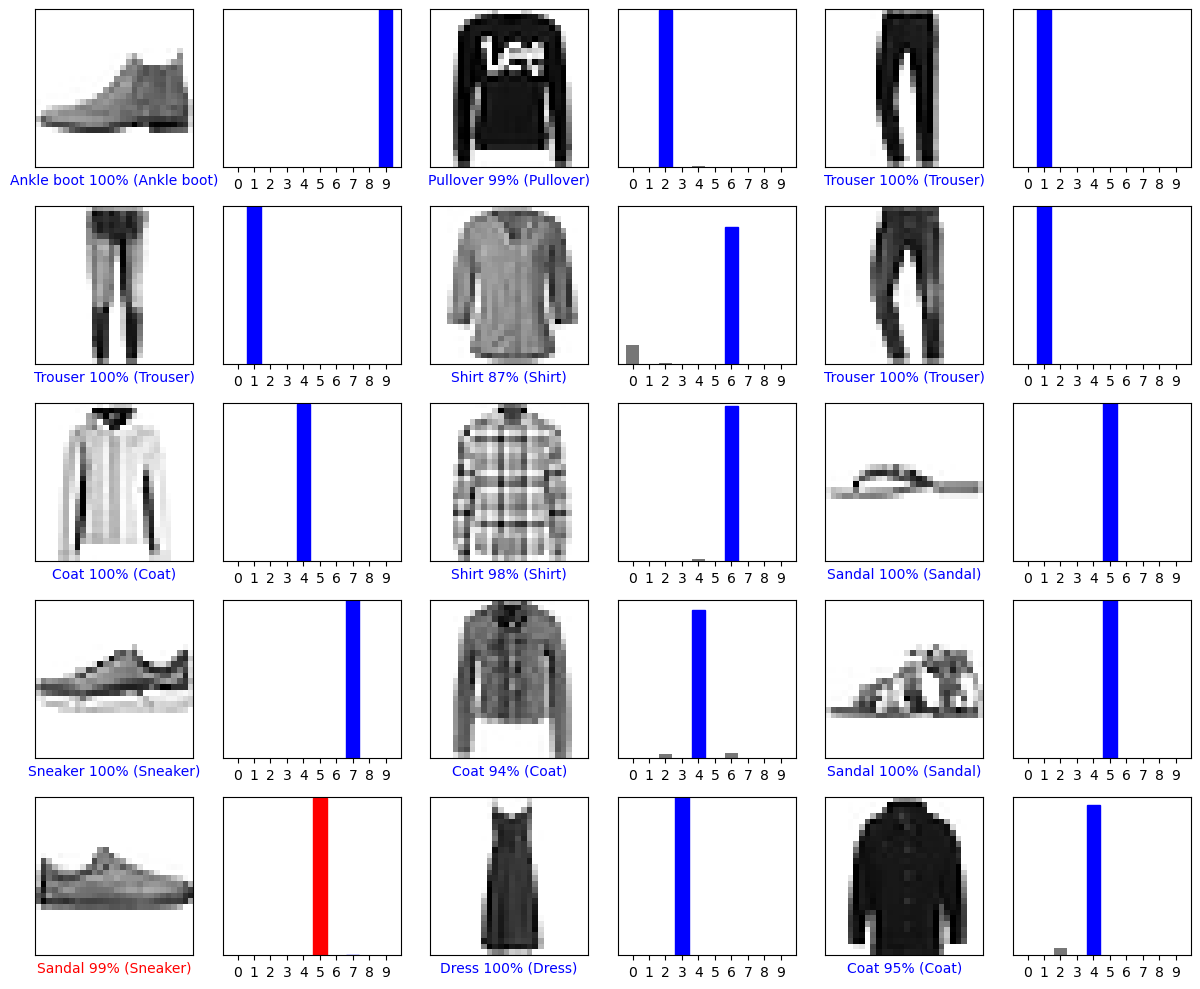 Lee
0 1 2 3 4 5 6 7 8 9
0 1 2 3 4 5 6 7 8 9
0 1 2 3 4 5 6 7 8 9
Ankle boot 100% (Ankle boot)
Pullover 99% (Pullover)
Trouser 100% (Trouser)
0 1 2 3 4 5 6 7 8 9
0 1 2 3 4 5 6 7 8 9
0 1 2 3 4 5 6 7 8 9
Trouser 100% (Trouser)
Shirt 87% (Shirt)
Trouser 100% (Trouser)
0 1 2 3 4 5 6 7 8 9
0 1 2 3 4 5 6 7 8 9
0 1 2 3 4 5 6 7 8 9
Coat 100% (Coat)
Shirt 98% (Shirt)
Sandal 100% (Sandal)
0 1 2 3 4 5 6 7 8 9
0 1 2 3 4 5 6 7 8 9
0 1 2 3 4 5 6 7 8 9
Sneaker 100% (Sneaker)
Coat 94% (Coat)
Sandal 100% (Sandal)
0 1 2 3 4 5 6 7 8 9
0 1 2 3 4 5 6 7 8 9
0 1 2 3 4 5 6 7 8 9
Sandal 99% (Sneaker)
Dress 100% (Dress)
Coat 95% (Coat)